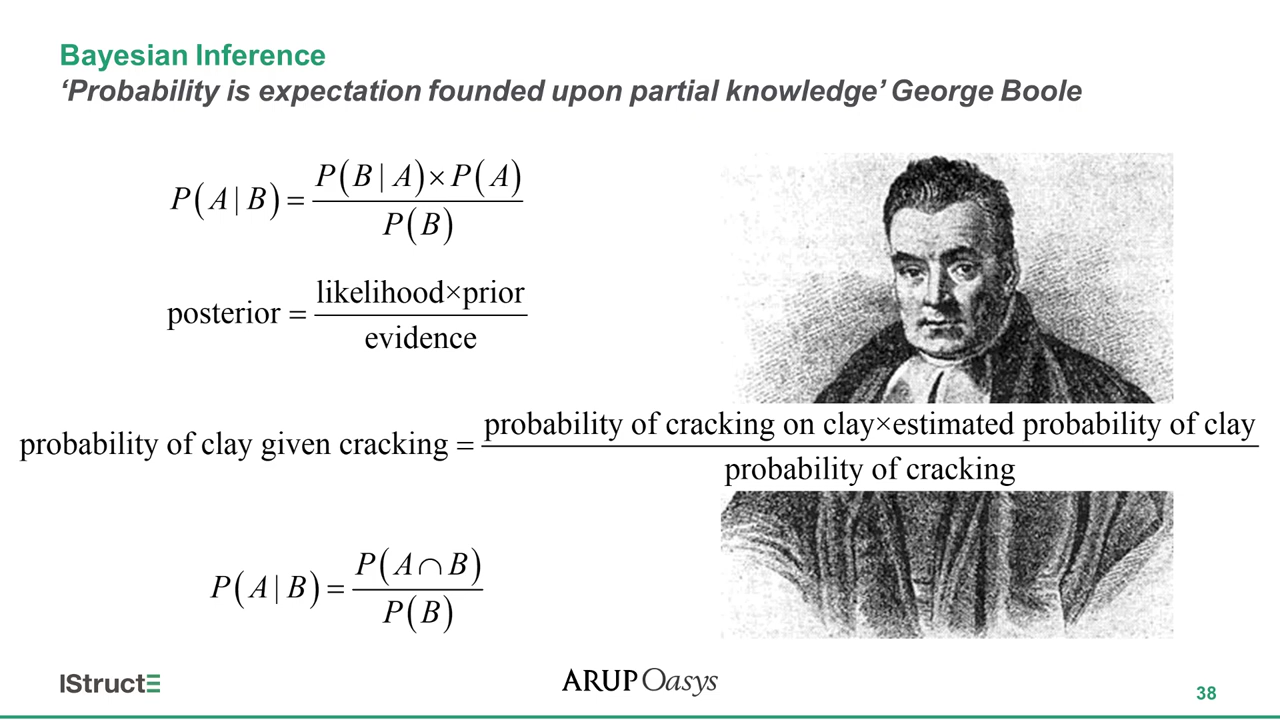 Bayesian Inference
‘Probability is expectation founded upon partial knowledge’ George Boole
P(A | B) = P(B | A)×P(A) / P(B)
posterior = likelihood×prior / evidence
probability of clay given cracking = probability of cracking on clay×estimated probability of clay / probability of cracking
P(A | B) = P(A ∩ B) / P(B)
IStructE
ARUP Oasys
38